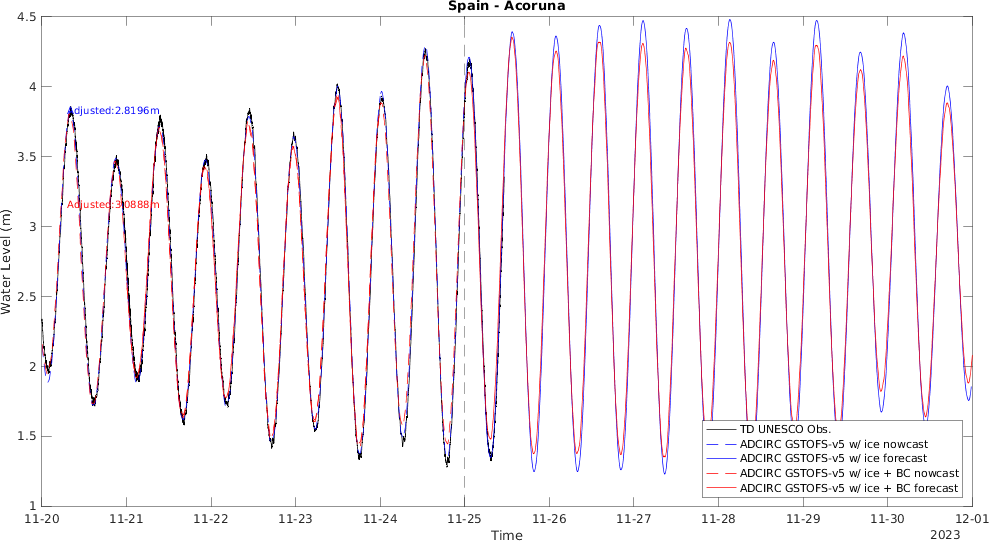 Spain - Acoruna
4.5
4
3.5
3
2.5
2
1.5
1
Water Level (m)
Adjusted:2.8196m
Adjusted:3.0888m
TD UNESCO Obs.
ADCIRC GSTOFS-v5 w/ ice nowcast
ADCIRC GSTOFS-v5 w/ ice forecast
ADCIRC GSTOFS-v5 w/ ice + BC nowcast
ADCIRC GSTOFS-v5 w/ ice + BC forecast
11-20 11-21 11-22 11-23 11-24 11-25 11-26 11-27 11-28 11-29 11-30 12-01
Time
2023